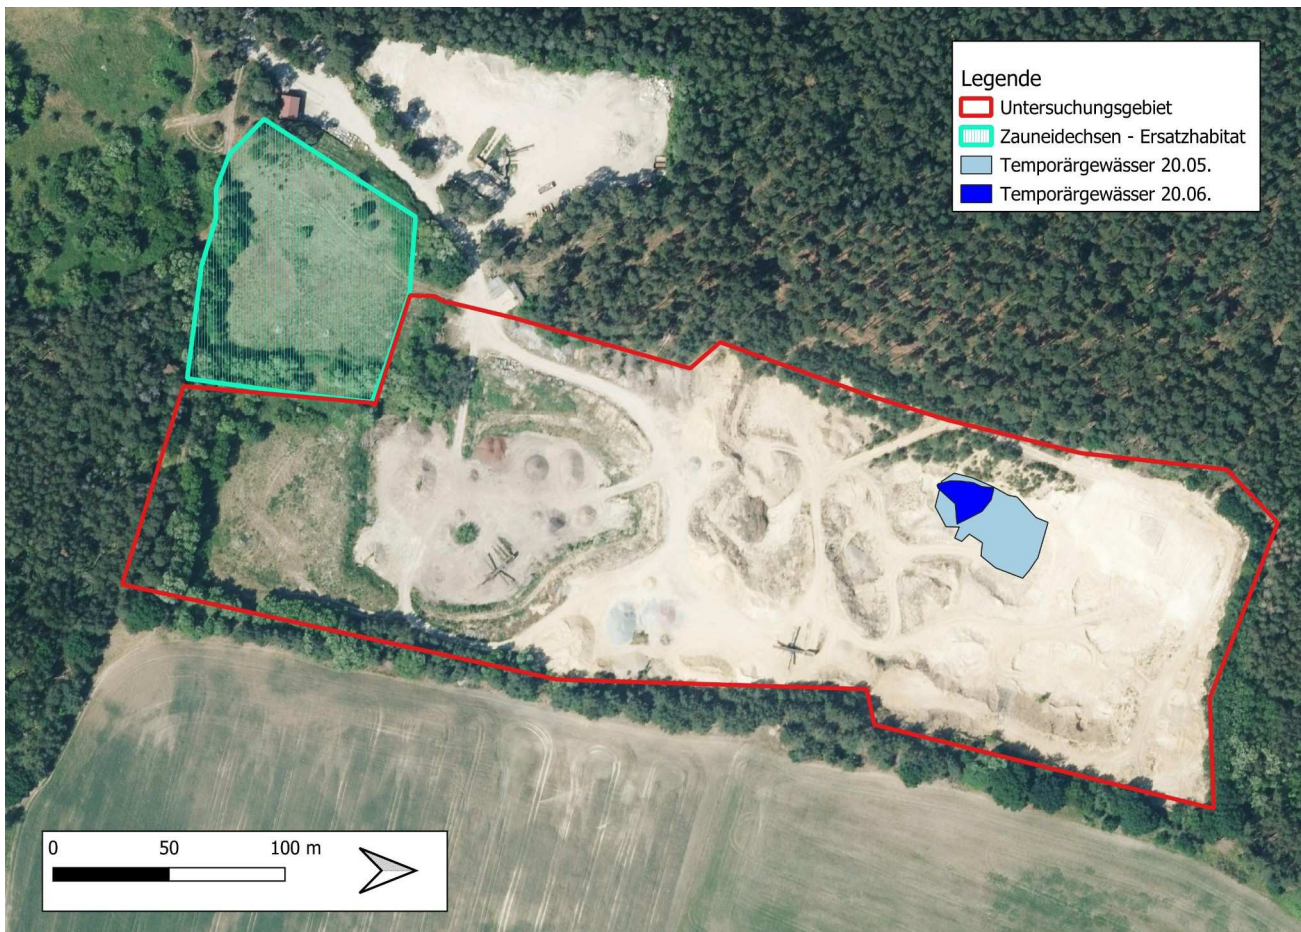 Legende
Untersuchungsgebiet
Zauneidechsen - Ersatzhabitat
Temporärgewässer 20.05.
Temporärgewässer 20.06.
0 50 100 m